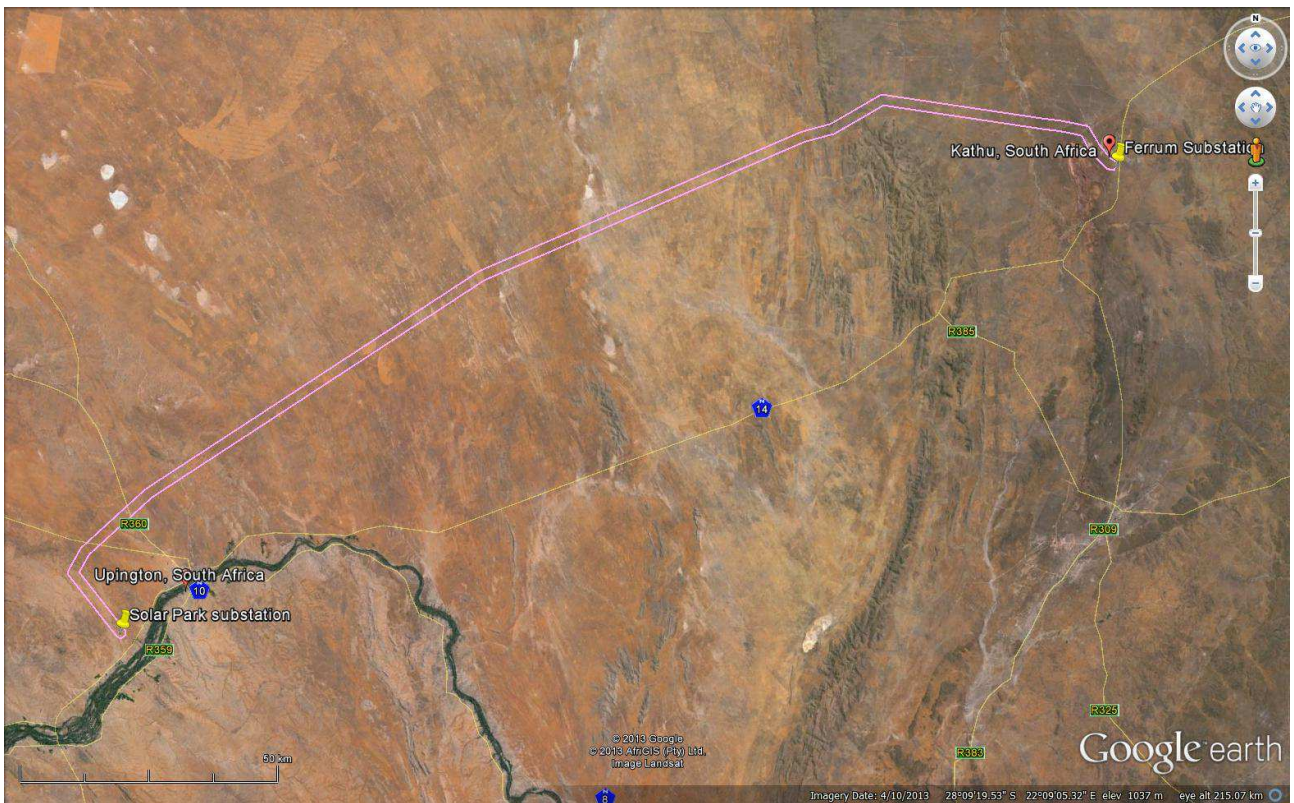 N
Kathu, South Africa
Ferrum Substation
R385
N
14
R360
R309
Upington, South Africa
10
Solar Park substation
R359
R325
© 2013 Google
© 2013 AfriGIS (Pty) Ltd.
Image Landsat
R383
Google earth
50 km
N
8
Imagery Date: 4/10/2013 28°09'19.53" S 22°09'05.32" E elev 1037 m eye alt 215.07 km